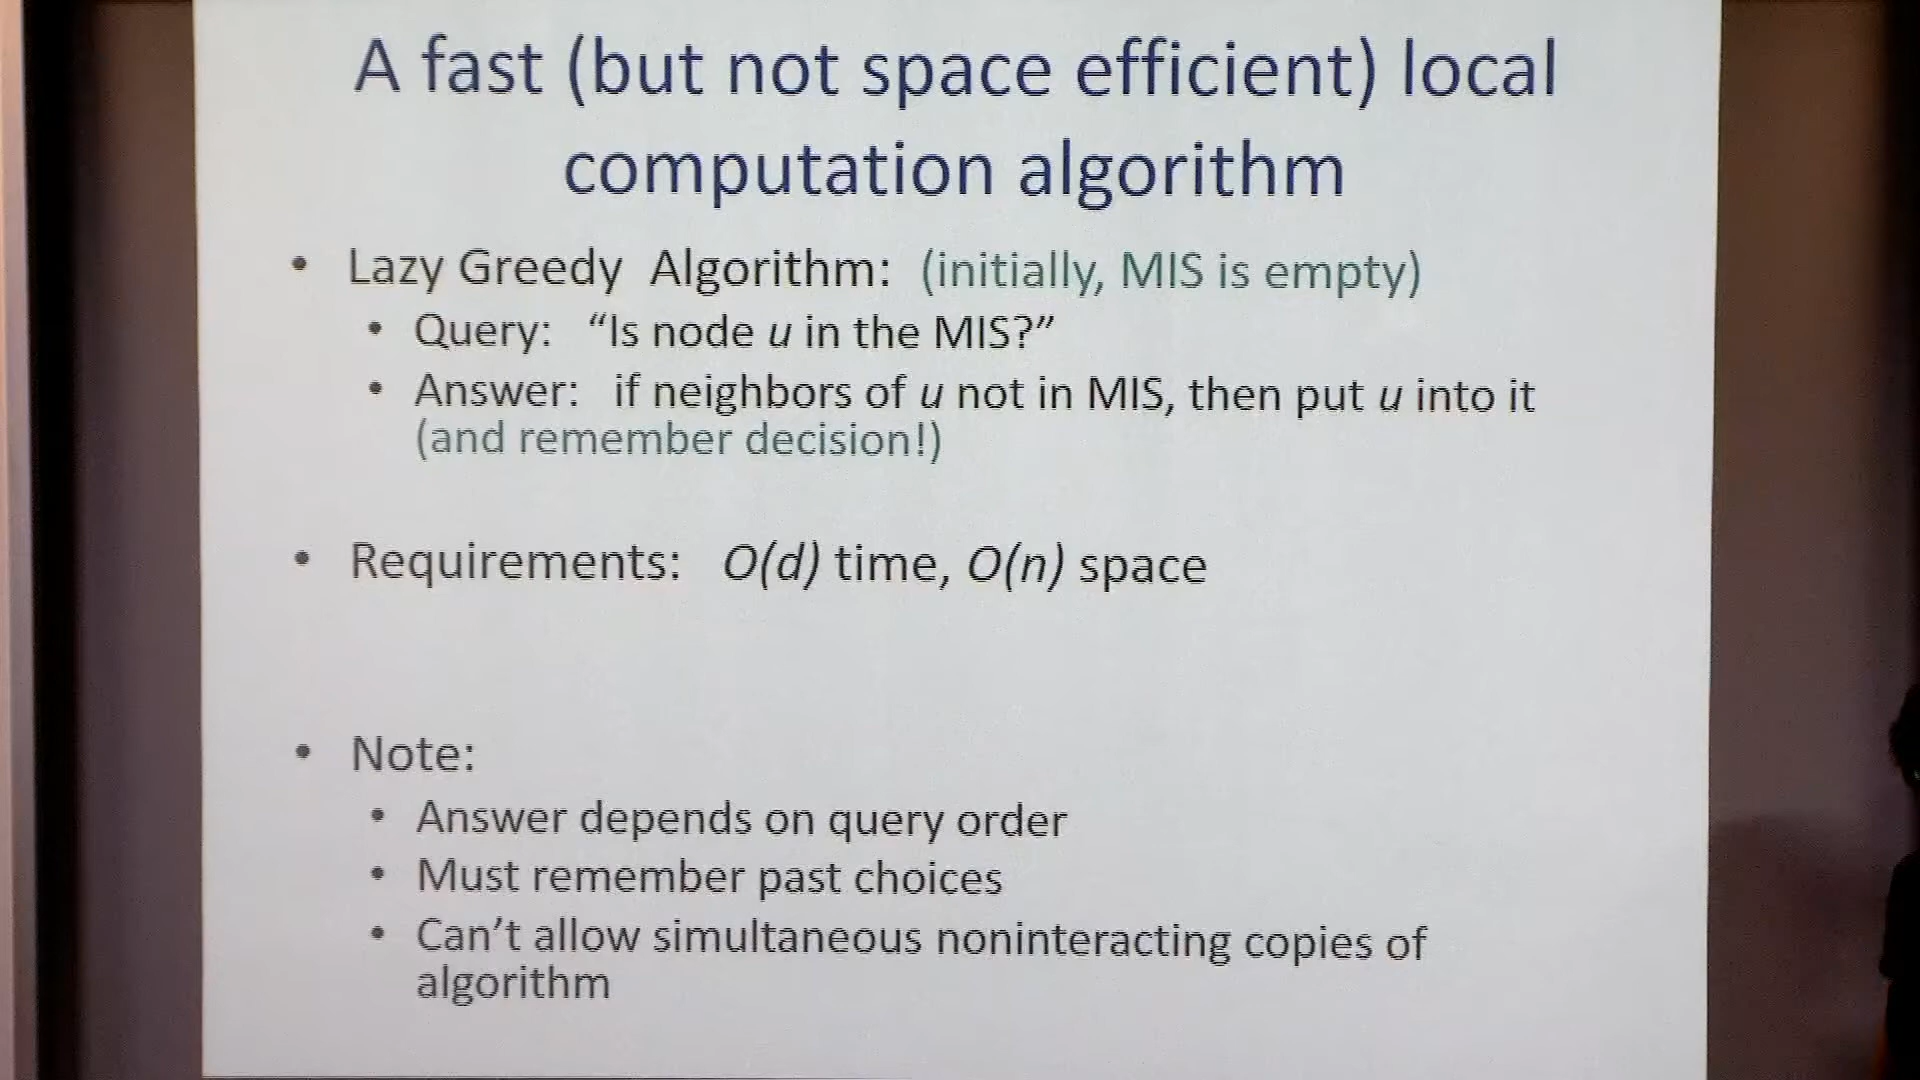 A fast (but not space efficient) local
computation algorithm
• Lazy Greedy Algorithm: (initially, MIS is empty)
• Query: “Is node u in the MIS?”
• Answer: if neighbors of u not in MIS, then put u into it
(and remember decision!)
• Requirements: O(d) time, O(n) space
• Note:
• Answer depends on query order
• Must remember past choices
• Can’t allow simultaneous noninteracting copies of
algorithm